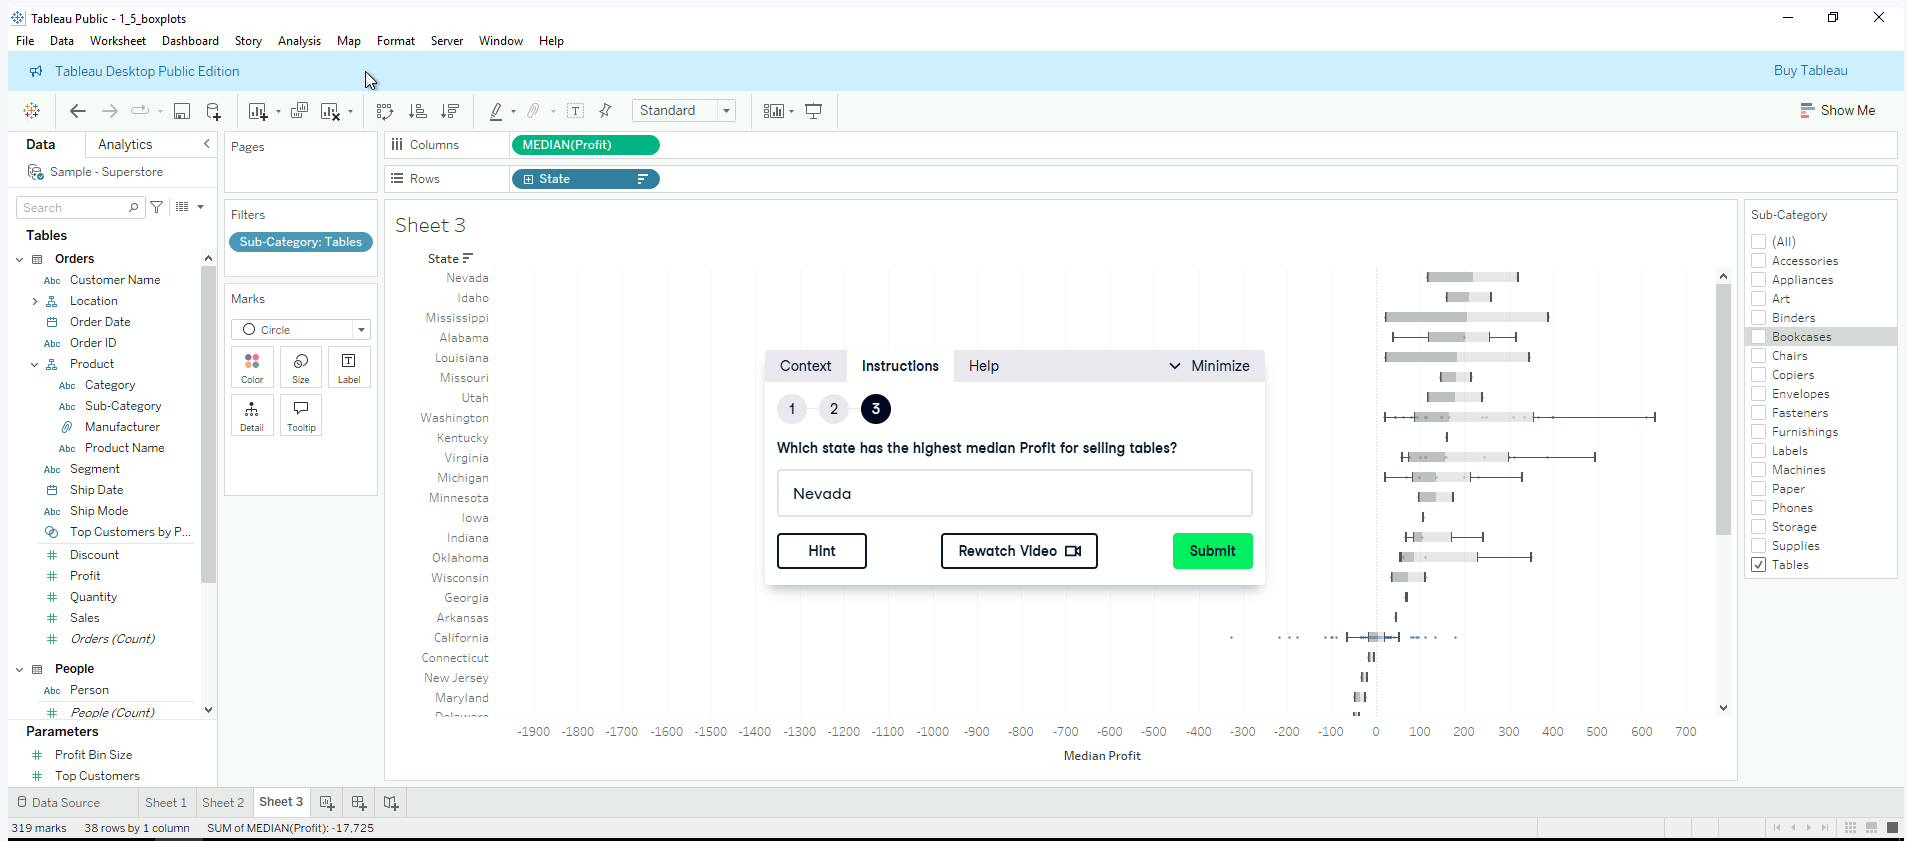 Tableau Public - 1_5_boxplots
File Data Worksheet Dashboard Story Analysis Map Format Server Window Help
Tableau Desktop Public Edition
Buy Tableau
Standard
Show Me
Data
Analytics
Sample - Superstore
Search
Tables
Orders
Abc Customer Name
Location
Order Date
Abc Order ID
Product
Abc Category
Abc Sub-Category
Manufacturer
Abc Product Name
Abc Segment
Ship Date
Abc Ship Mode
Top Customers by P...
Discount
Profit
Quantity
Sales
Orders (Count)
People
Abc Person
People (Count)
Parameters
Profit Bin Size
Top Customers
Pages
Filters
Sub-Category: Tables
Marks
Circle
Color
Size
Label
Detail
Tooltip
Columns
MEDIAN(Profit)
Rows
State
Sheet 3
State
Nevada
Idaho
Mississippi
Alabama
Louisiana
Missouri
Utah
Washington
Kentucky
Virginia
Michigan
Minnesota
Iowa
Indiana
Oklahoma
Wisconsin
Georgia
Arkansas
California
Connecticut
New Jersey
Maryland
Delaware
-1900 -1800 -1700 -1600 -1500 -1400 -1300 -1200 -1100 -1000 -900 -800 -700 -600 -500 -400 -300 -200 -100 0 100 200 300 400 500 600 700
Median Profit
Context
Instructions
Help
Minimize
1 2 3
Which state has the highest median Profit for selling tables?
Nevada
Hint
Rewatch Video
Submit
Sub-Category
(All)
Accessories
Appliances
Art
Binders
Bookcases
Chairs
Copiers
Envelopes
Fasteners
Furnishings
Labels
Machines
Paper
Phones
Storage
Supplies
Tables
Data Source
Sheet 1
Sheet 2
Sheet 3
319 marks 38 rows by 1 column SUM of MEDIAN(Profit): -17,725